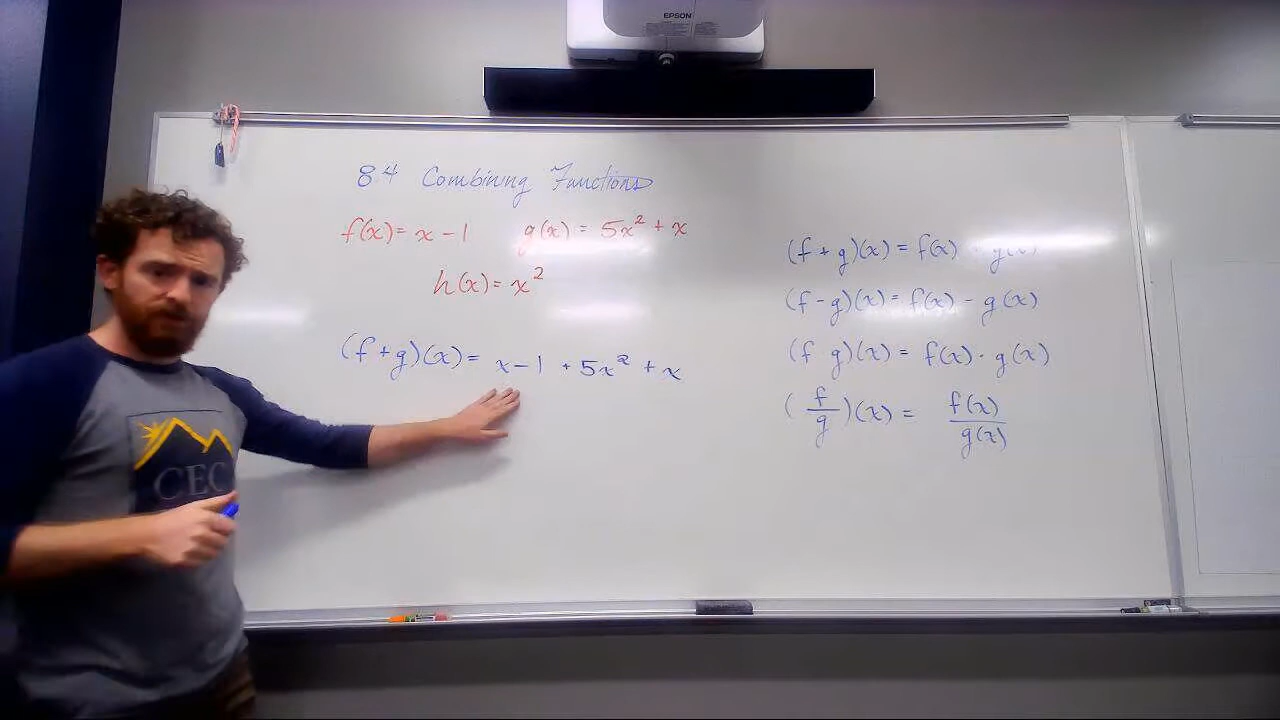 EPSON
8.4 Combining Functions
f(x) = x - 1 g(x) = 5x² + x
h(x) = x²
(f + g)(x) = x - 1 + 5x² + x
(f + g)(x) = f(x) + g(x)
(f - g)(x) = f(x) - g(x)
(f g)(x) = f(x) · g(x)
(f/g)(x) = f(x)/g(x)
CEC